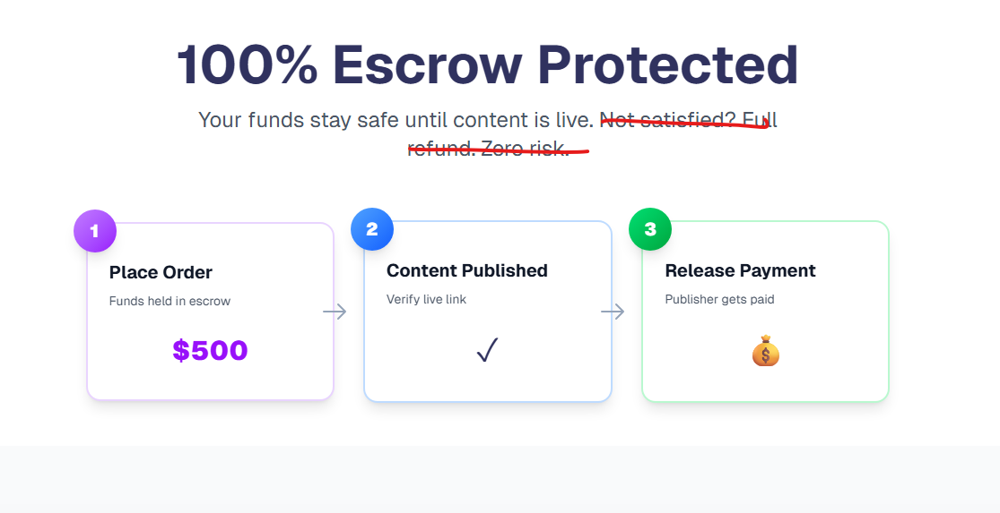 100% Escrow Protected
Your funds stay safe until content is live. Not satisfied? Full
refund. Zero risk.
1
Place Order
Funds held in escrow
$500
2
Content Published
Verify live link
✓
3
Release Payment
Publisher gets paid
$